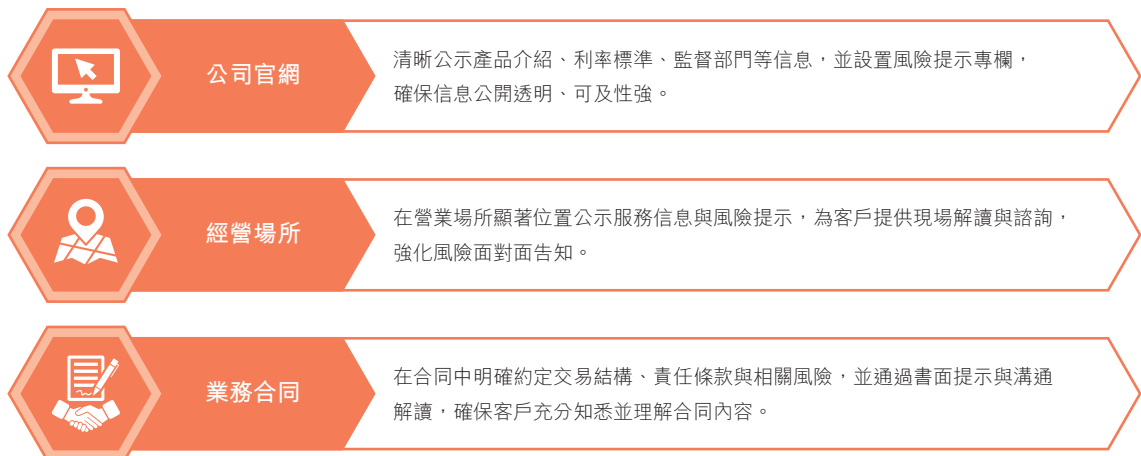 公司官網
清晰公示產品介紹、利率標準、監督部門等信息，並設置風險提示專欄，
確保信息公開透明、可及性強。
經營場所
在營業場所顯著位置公示服務信息與風險提示，為客戶提供現場解讀與諮詢，
強化風險面對面告知。
業務合同
在合同中明確約定交易結構、責任條款與相關風險，並通過書面提示與溝通
解讀，確保客戶充分知悉並理解合同內容。